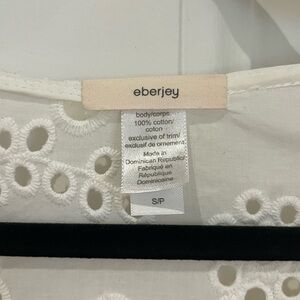 eberjey
body/corps:
100% cotton/
coton
exclusive of trim/
exclusif de ornement.
Made in
Dominican Republic/
Fabriqué en
République
Dominicaine
S/P